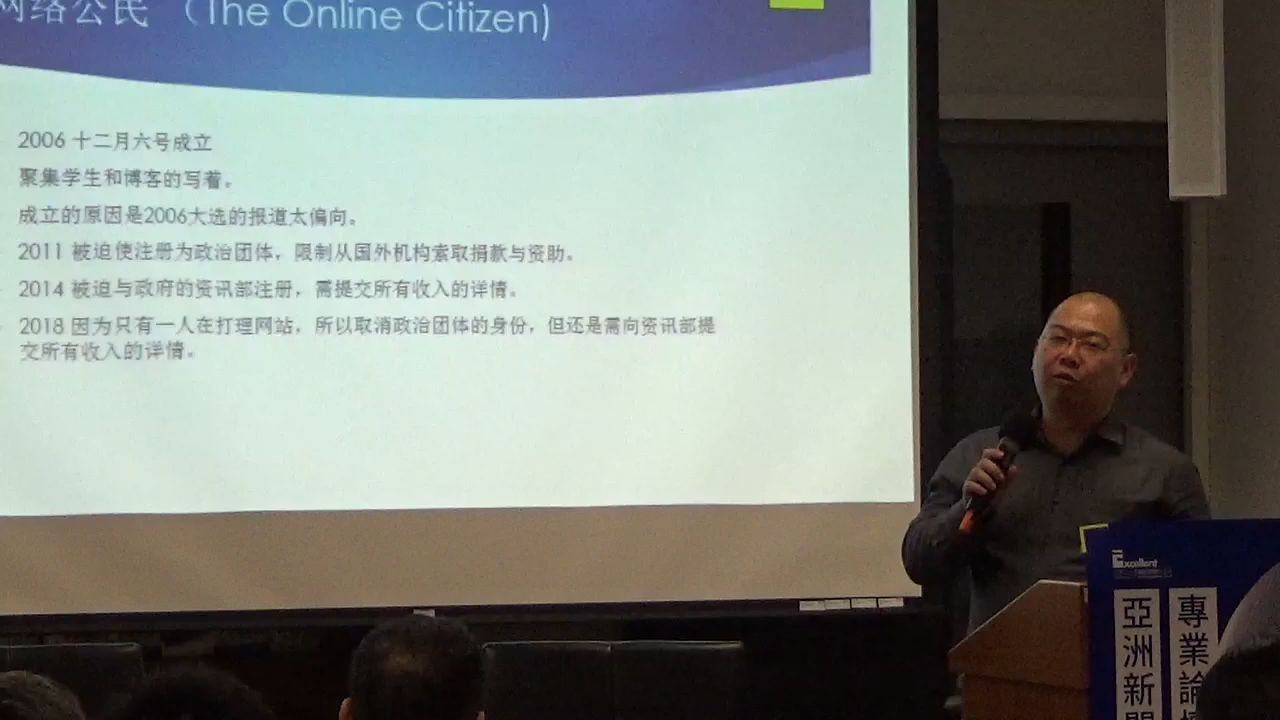 网络公民 （The Online Citizen)
2006 十二月六号成立
聚集学生和博客的写着。
成立的原因是2006大选的报道太偏向。
2011 被迫使注册为政治团体，限制从国外机构索取捐款与资助。
2014 被迫与政府的资讯部注册，需提交所有收入的详情。
2018 因为只有一人在打理网站，所以取消政治团体的身份，但还是需向资讯部提
交所有收入的详情。
Excellent
專業論
亞洲新聞